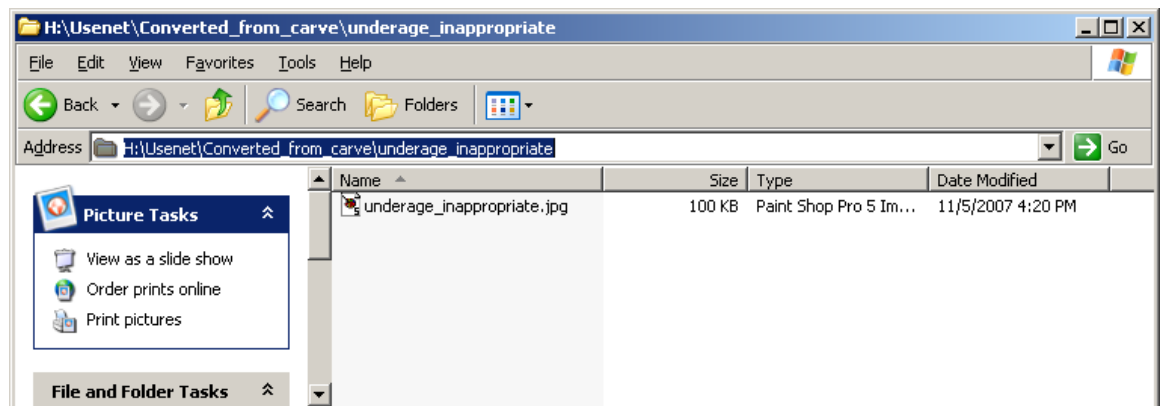 H:\Usenet\Converted_from_carve\underage_inappropriate
File Edit View Favorites Tools Help
Back Search Folders
Address H:\Usenet\Converted_from_carve\underage_inappropriate Go
Name Size Type Date Modified
underage_inappropriate.jpg 100 KB Paint Shop Pro 5 Im... 11/5/2007 4:20 PM
Picture Tasks
View as a slide show
Order prints online
Print pictures
File and Folder Tasks